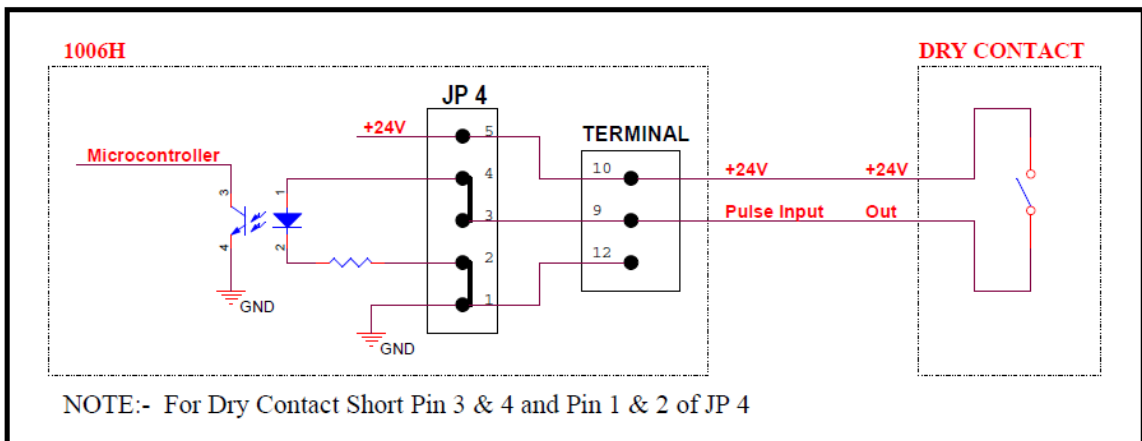 1006H
DRY CONTACT
JP 4
+24V
5
TERMINAL
Microcontroller
10
+24V
+24V
4
3
1
9
Pulse Input
Out
3
4
2
2
12
1
GND
GND
NOTE:- For Dry Contact Short Pin 3 & 4 and Pin 1 & 2 of JP 4